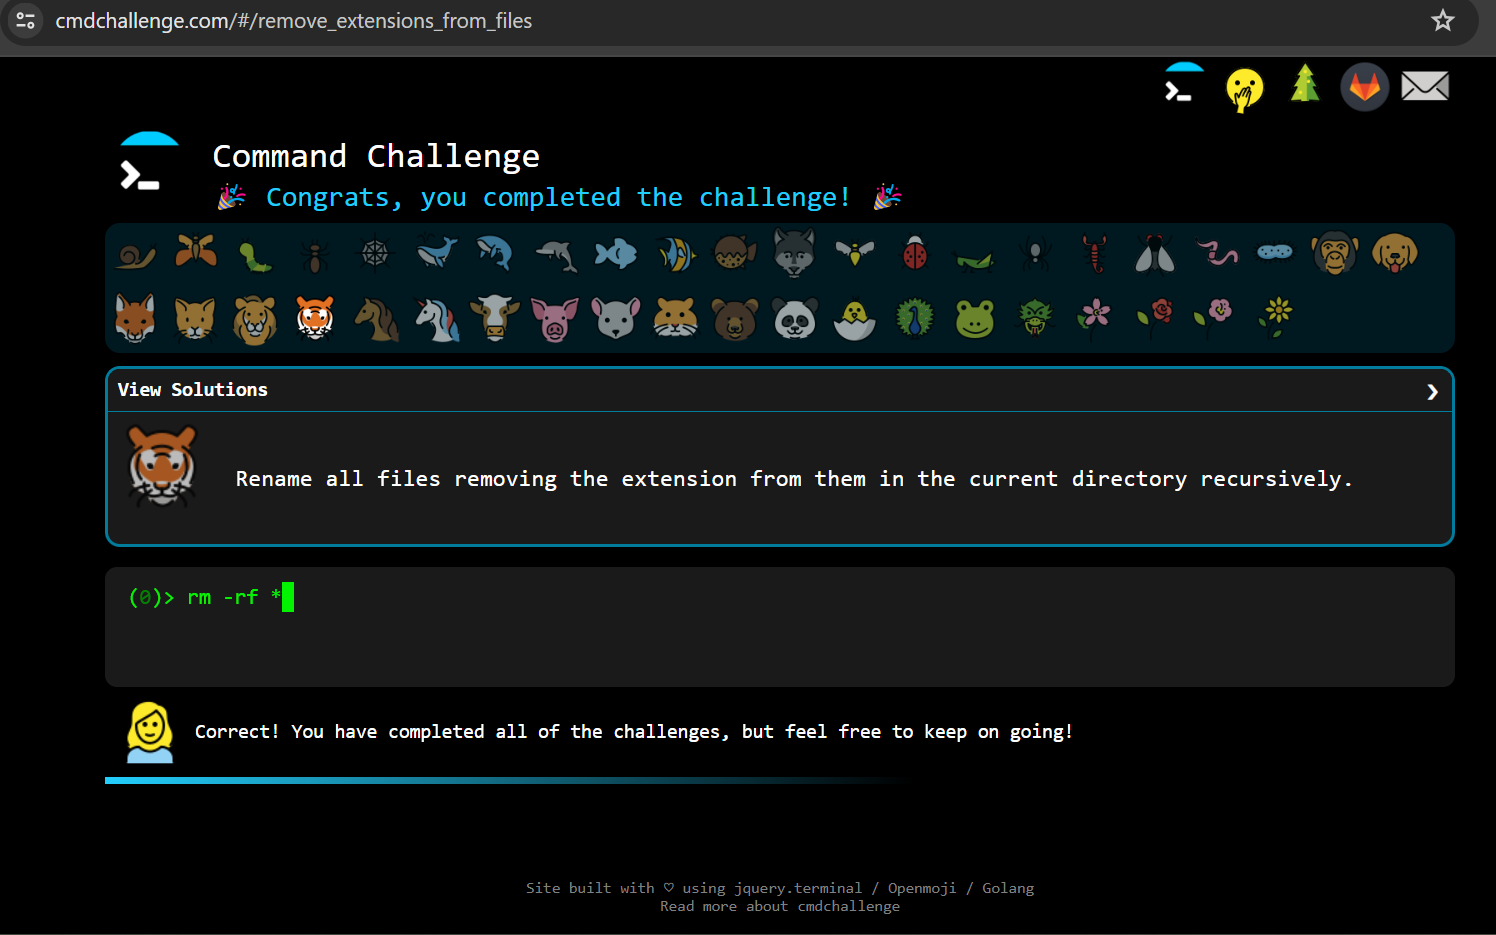 cmdchallenge.com/#/remove_extensions_from_files
Command Challenge
Congrats, you completed the challenge!
View Solutions
Rename all files removing the extension from them in the current directory recursively.
(0)> rm -rf *
Correct! You have completed all of the challenges, but feel free to keep on going!
Site built with ♡ using jquery.terminal / Openmoji / Golang
Read more about cmdchallenge